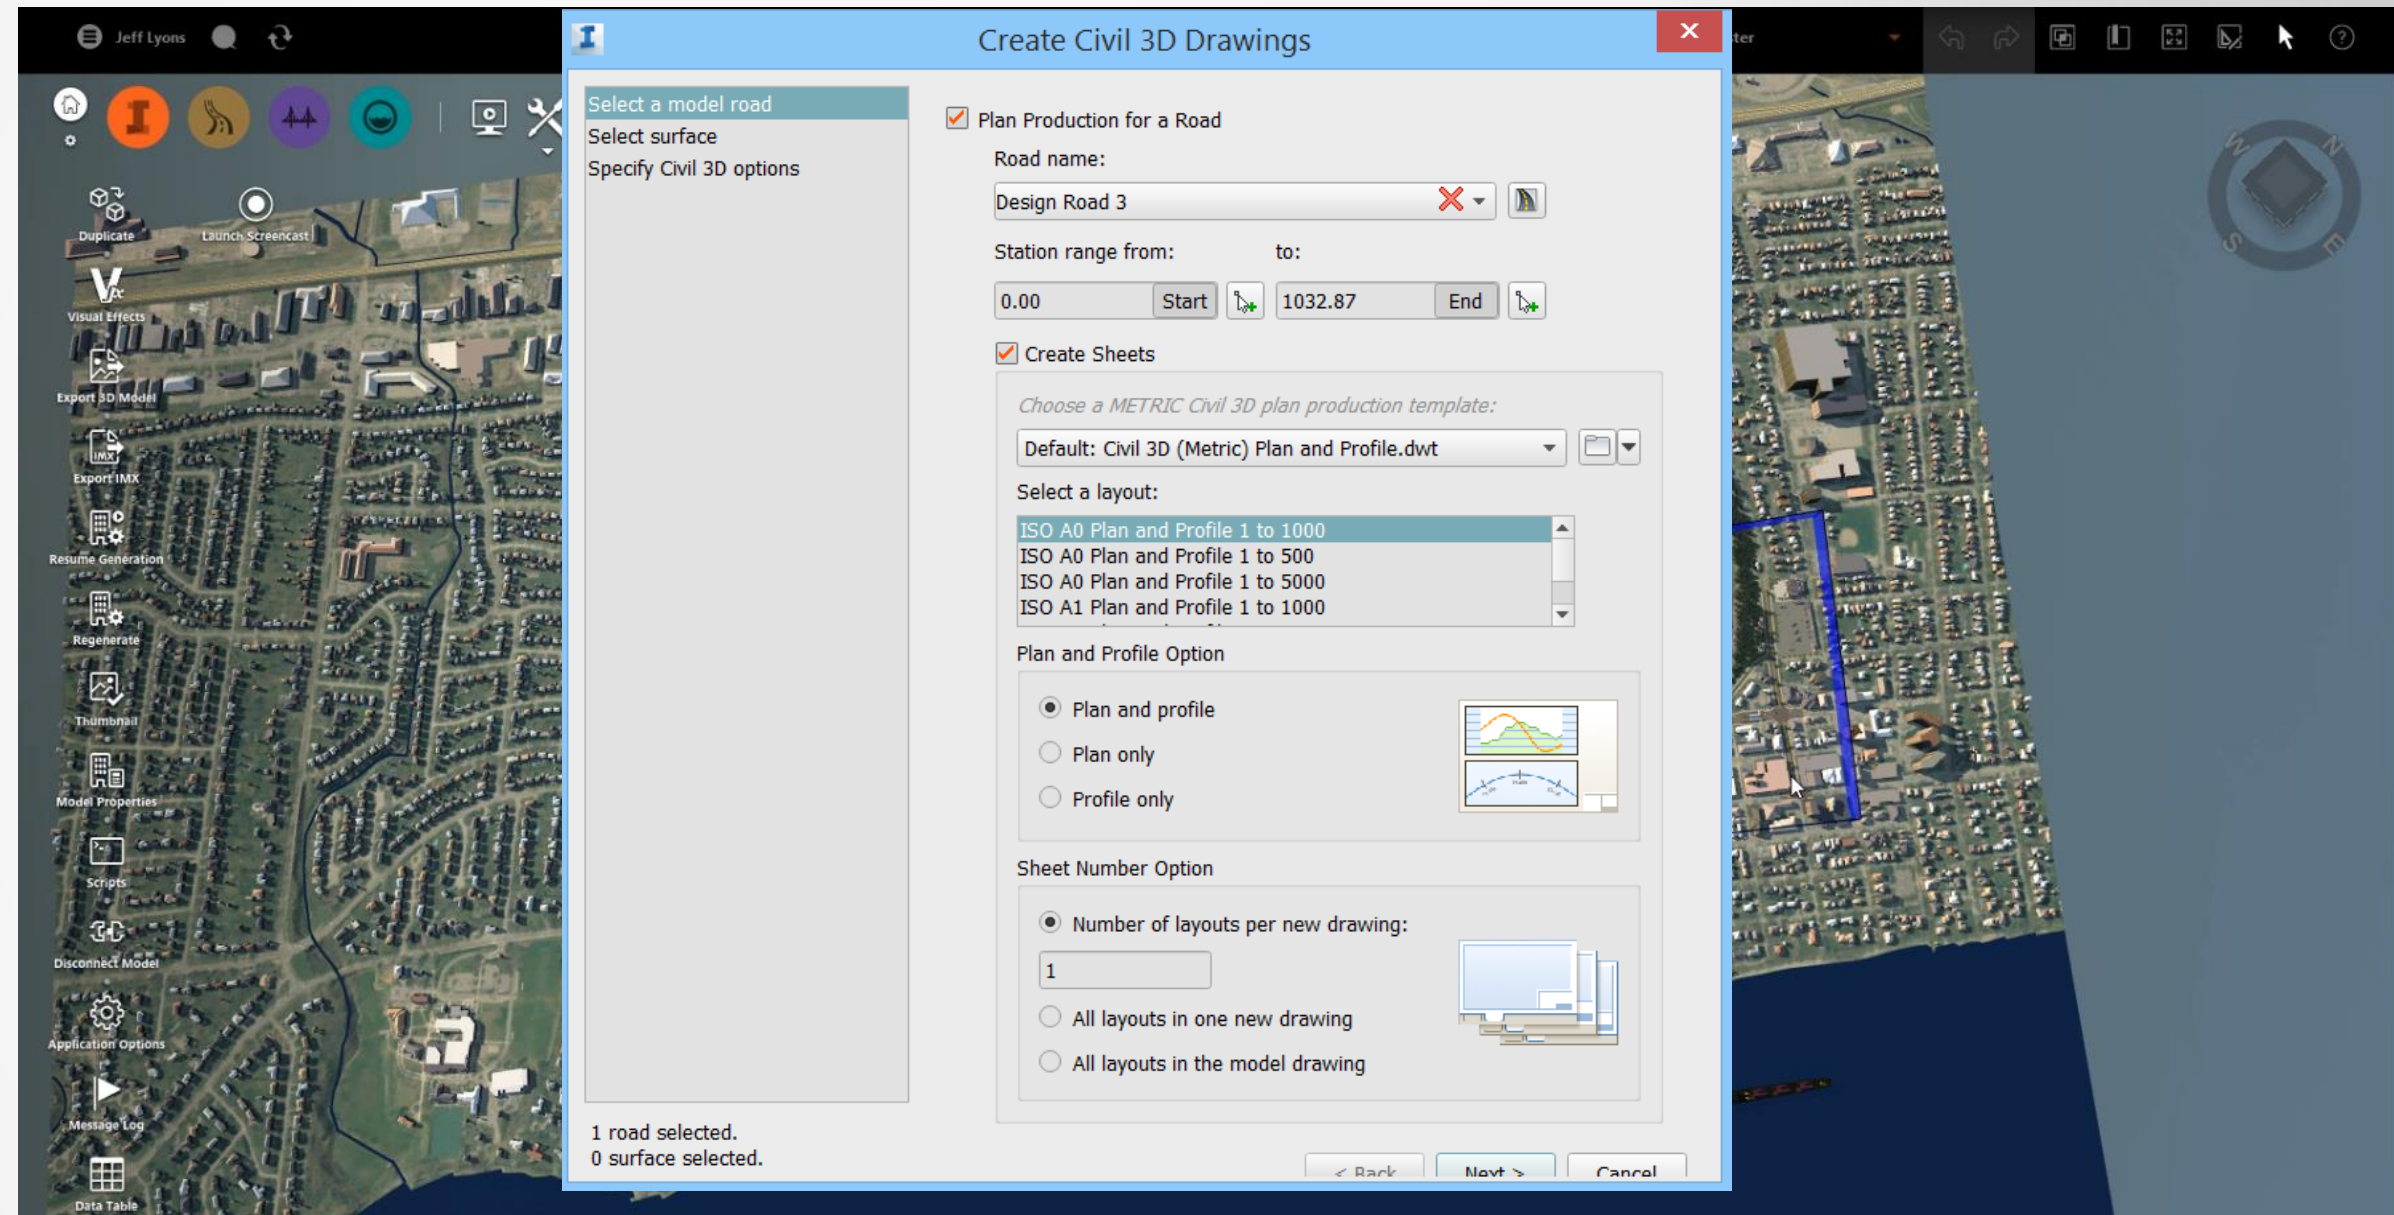 Jeff Lyons
Create Civil 3D Drawings
ter
Duplicate
Launch Screencast
Visual Effects
Export 3D Model
IMX
Export IMX
Resume Generation
Regenerate
Thumbnail
Model Properties
Scripts
Disconnect Model
Application Options
Message Log
Data Table
Select a model road
Select surface
Specify Civil 3D options
1 road selected.
0 surface selected.
Plan Production for a Road
Road name:
Design Road 3
Station range from: to:
0.00 Start 1032.87 End
Create Sheets
Choose a METRIC Civil 3D plan production template:
Default: Civil 3D (Metric) Plan and Profile.dwt
Select a layout:
ISO A0 Plan and Profile 1 to 1000
ISO A0 Plan and Profile 1 to 500
ISO A0 Plan and Profile 1 to 5000
ISO A1 Plan and Profile 1 to 1000
Plan and Profile Option
Plan and profile
Plan only
Profile only
Sheet Number Option
Number of layouts per new drawing:
1
All layouts in one new drawing
All layouts in the model drawing
< Back Next > Cancel
W N
S E